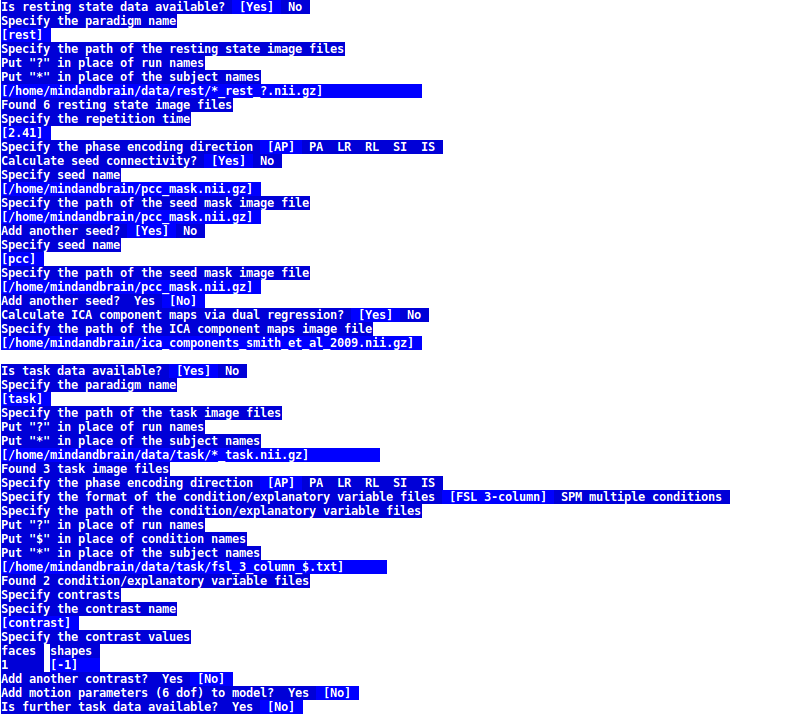 Is resting state data available?  [Yes]  No
Specify the paradigm name
[rest]
Specify the path of the resting state image files
Put "?" in place of run names
Put "*" in place of the subject names
[/home/mindandbrain/data/rest/*_rest_?.nii.gz]
Found 6 resting state image files
Specify the repetition time
[2.41]
Specify the phase encoding direction  [AP]  PA  LR  RL  SI  IS
Calculate seed connectivity?  [Yes]  No
Specify seed name
[/home/mindandbrain/pcc_mask.nii.gz]
Specify the path of the seed mask image file
[/home/mindandbrain/pcc_mask.nii.gz]
Add another seed?  [Yes]  No
Specify seed name
[pcc]
Specify the path of the seed mask image file
[/home/mindandbrain/pcc_mask.nii.gz]
Add another seed?  Yes  [No]
Calculate ICA component maps via dual regression?  [Yes]  No
Specify the path of the ICA component maps image file
[/home/mindandbrain/ica_components_smith_et_al_2009.nii.gz]
Is task data available?  [Yes]  No
Specify the paradigm name
[task]
Specify the path of the task image files
Put "?" in place of run names
Put "*" in place of the subject names
[/home/mindandbrain/data/task/*_task.nii.gz]
Found 3 task image files
Specify the phase encoding direction  [AP]  PA  LR  RL  SI  IS
Specify the format of the condition/explanatory variable files  [FSL 3-column]  SPM multiple conditions
Specify the path of the condition/explanatory variable files
Put "?" in place of run names
Put "$" in place of condition names
Put "*" in place of the subject names
[/home/mindandbrain/data/task/fsl_3_column_$.txt]
Found 2 condition/explanatory variable files
Specify contrasts
Specify the contrast name
[contrast]
Specify the contrast values
faces  shapes
1  [-1]
Add another contrast?  Yes  [No]
Add motion parameters (6 dof) to model?  Yes  [No]
Is further task data available?  Yes  [No]